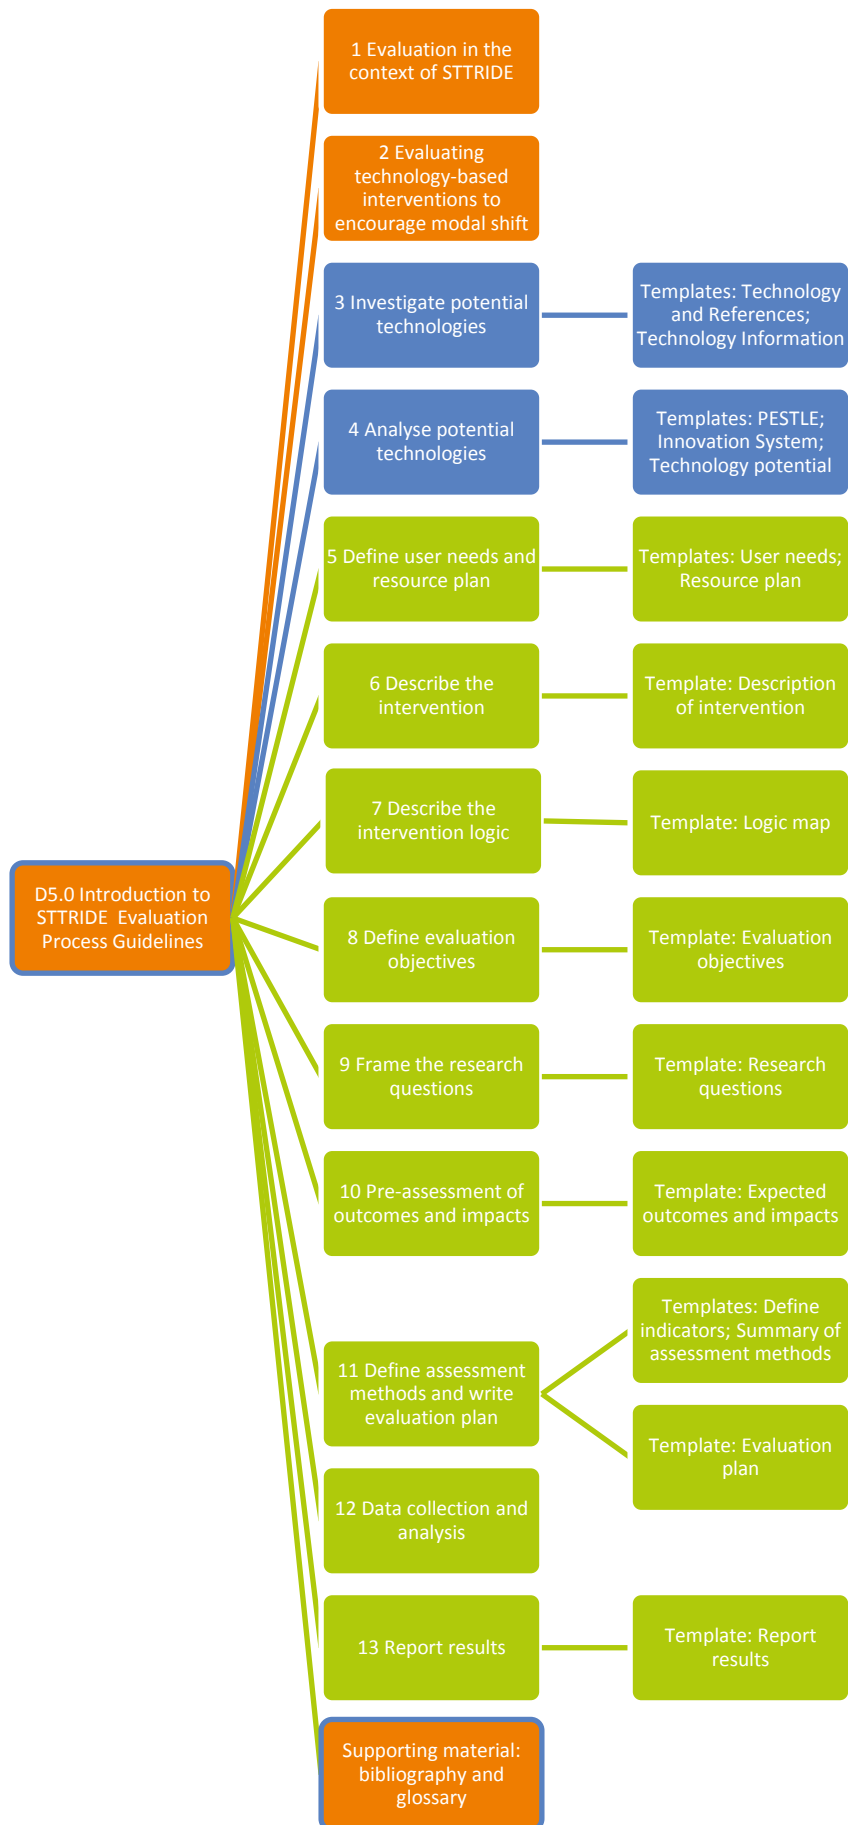 1 Evaluation in the
context of STTRIDE
2 Evaluating
technology-based
interventions to
encourage modal shift
3 Investigate potential
technologies
Templates: Technology
and References;
Technology Information
4 Analyse potential
technologies
Templates: PESTLE;
Innovation System;
Technology potential
5 Define user needs and
resource plan
Templates: User needs;
Resource plan
6 Describe the
intervention
Template: Description
of intervention
7 Describe the
intervention logic
Template: Logic map
D5.0 Introduction to
STTRIDE Evaluation
Process Guidelines
8 Define evaluation
objectives
Template: Evaluation
objectives
9 Frame the research
questions
Template: Research
questions
10 Pre-assessment of
outcomes and impacts
Template: Expected
outcomes and impacts
11 Define assessment
methods and write
evaluation plan
Templates: Define
indicators; Summary of
assessment methods
Template: Evaluation
plan
12 Data collection and
analysis
13 Report results
Template: Report
results
Supporting material:
bibliography and
glossary